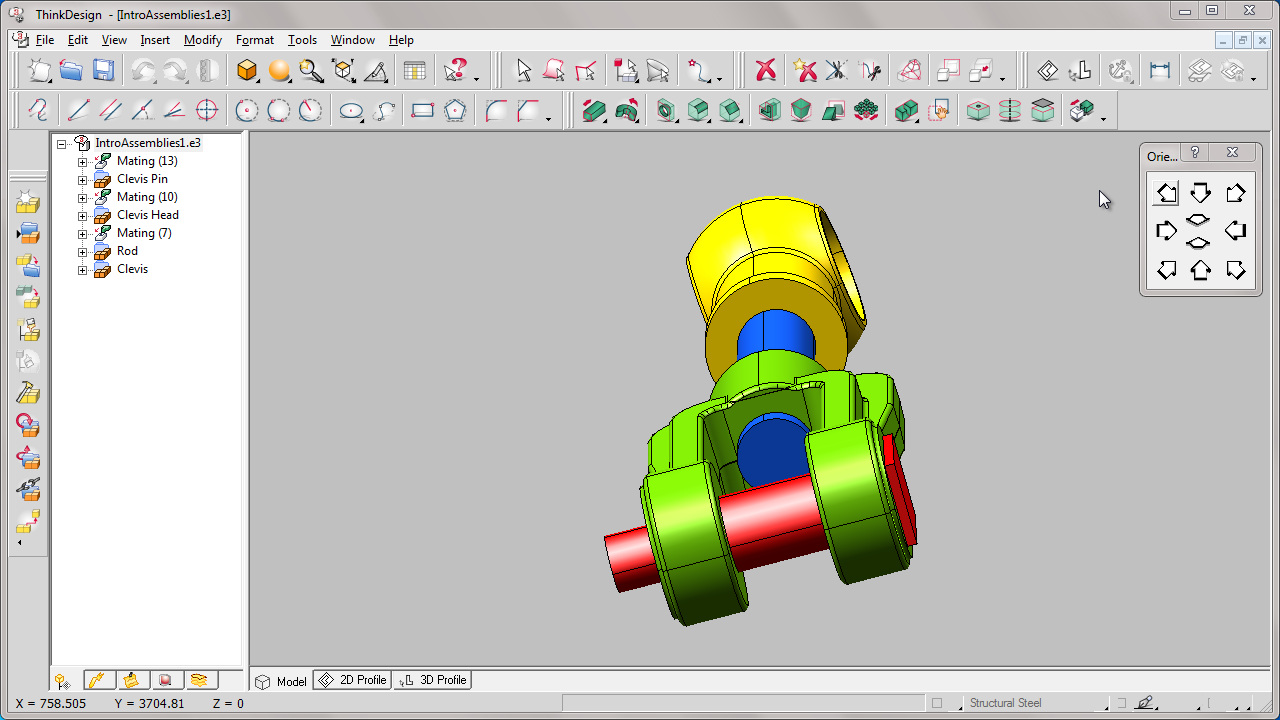 ThinkDesign - [IntroAssemblies1.e3]
File Edit View Insert Modify Format Tools Window Help
IntroAssemblies1.e3
Mating (13)
Clevis Pin
Mating (10)
Clevis Head
Mating (7)
Rod
Clevis
Orie...
Model 2D Profile 3D Profile
X = 758.505 Y = 3704.81 Z = 0 Structural Steel